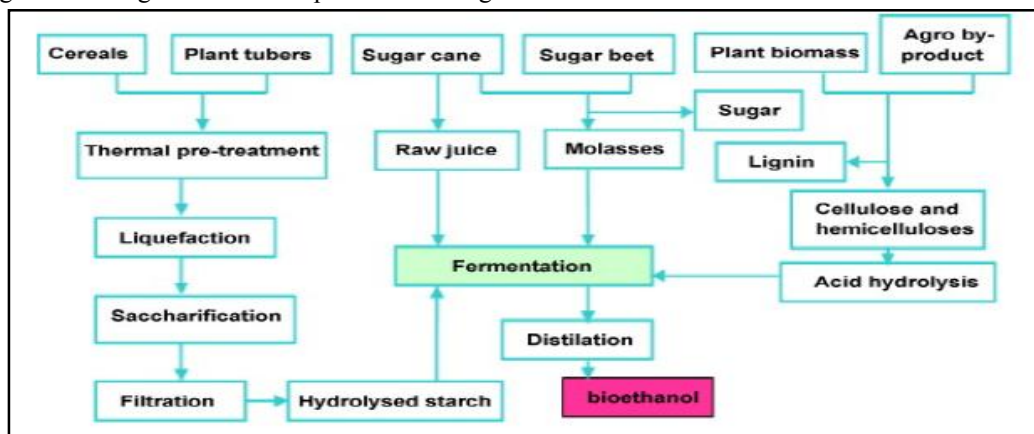 Cereals
Plant tubers
Sugar cane
Sugar beet
Plant biomass
Agro by-
product
Sugar
Thermal pre-treatment
Raw juice
Molasses
Lignin
Cellulose and
hemicelluloses
Liquefaction
Fermentation
Acid hydrolysis
Saccharification
Distilation
Filtration
Hydrolysed starch
bioethanol